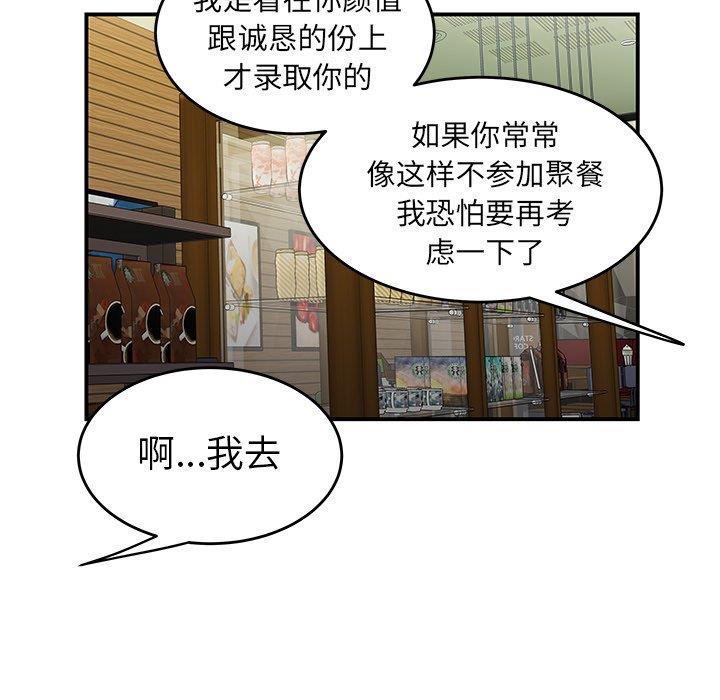 我是看在你颜值
跟诚恳的份上
才录取你的
如果你常常
像这样不参加聚餐
我恐怕要再考
虑一下了
STAR
COF
啊...我去